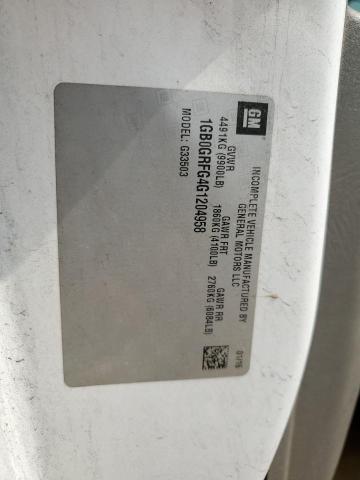 GM
INCOMPLETE VEHICLE MANUFACTURED BY
GENERAL MOTORS LLC
01/16
GVWR GAWR FRT GAWR RR
4491KG (9900LB) 1860KG (4100LB) 2760KG (6084LB)
1GB0GRFG4G1204958
MODEL: G33503